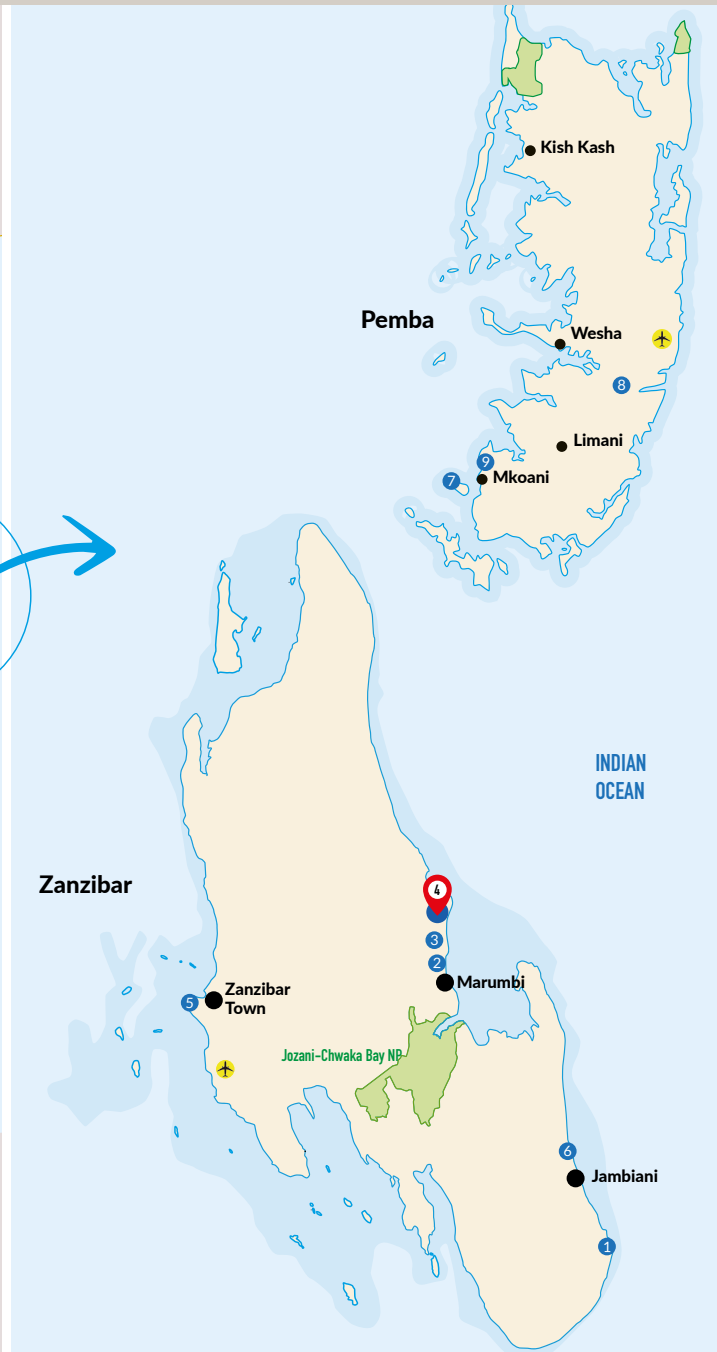 Kish Kash
Pemba
Wesha
8
Limani
9
7
Mkoani
INDIAN
OCEAN
Zanzibar
4
3
2
Marumbi
Zanzibar
Town
5
Jozani-Chwaka Bay NP
6
Jambiani
1